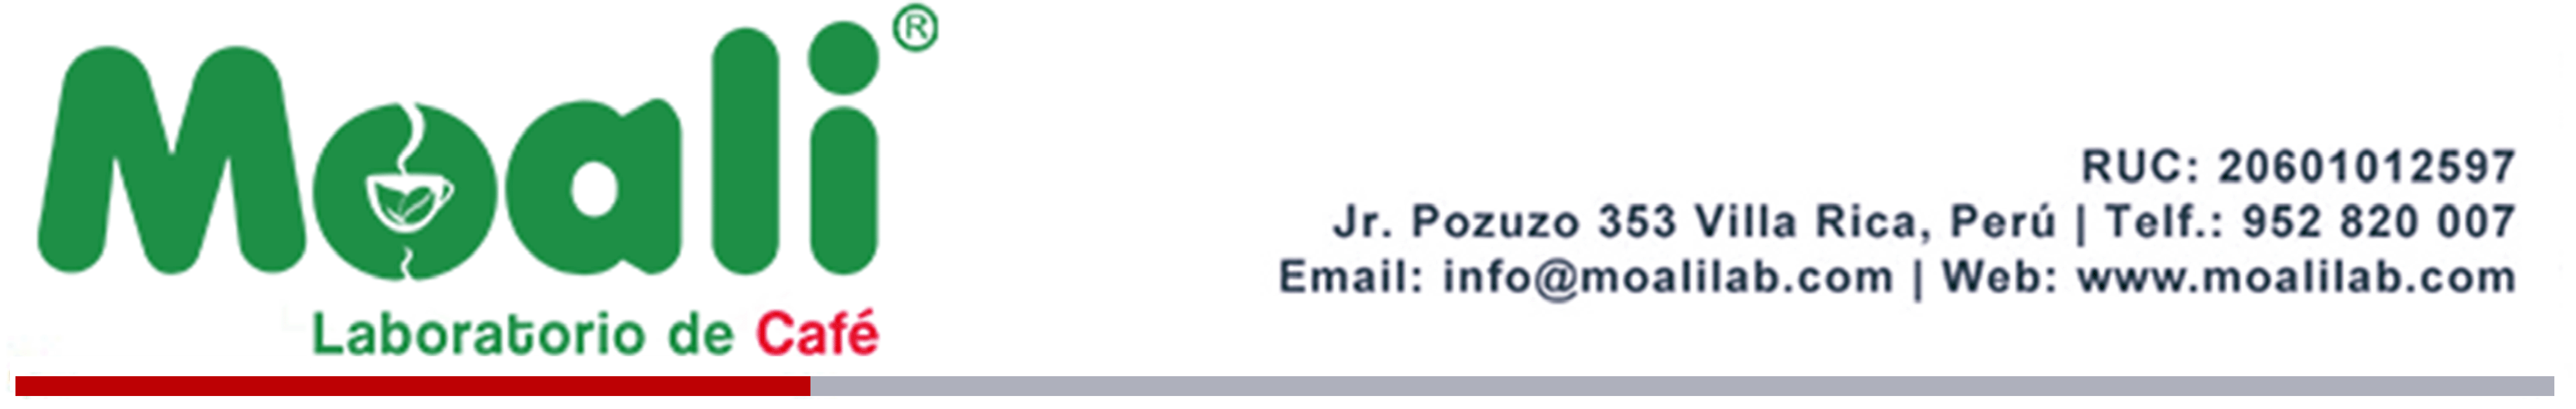 Moali®
Laboratorio de Café
RUC: 20601012597
Jr. Pozuzo 353 Villa Rica, Perú | Telf.: 952 820 007
Email: info@moalilab.com | Web: www.moalilab.com